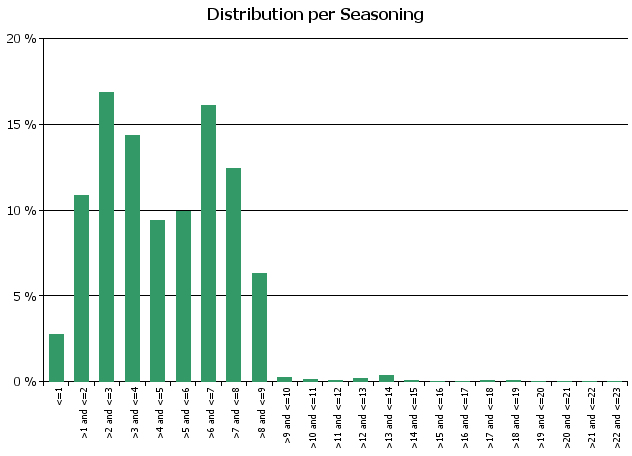 Distribution per Seasoning
20 %
15 %
10 %
5 %
0 %
<=1
>1 and <=2
>2 and <=3
>3 and <=4
>4 and <=5
>5 and <=6
>6 and <=7
>7 and <=8
>8 and <=9
>9 and <=10
>10 and <=11
>11 and <=12
>12 and <=13
>13 and <=14
>14 and <=15
>15 and <=16
>16 and <=17
>17 and <=18
>18 and <=19
>19 and <=20
>20 and <=21
>21 and <=22
>22 and <=23